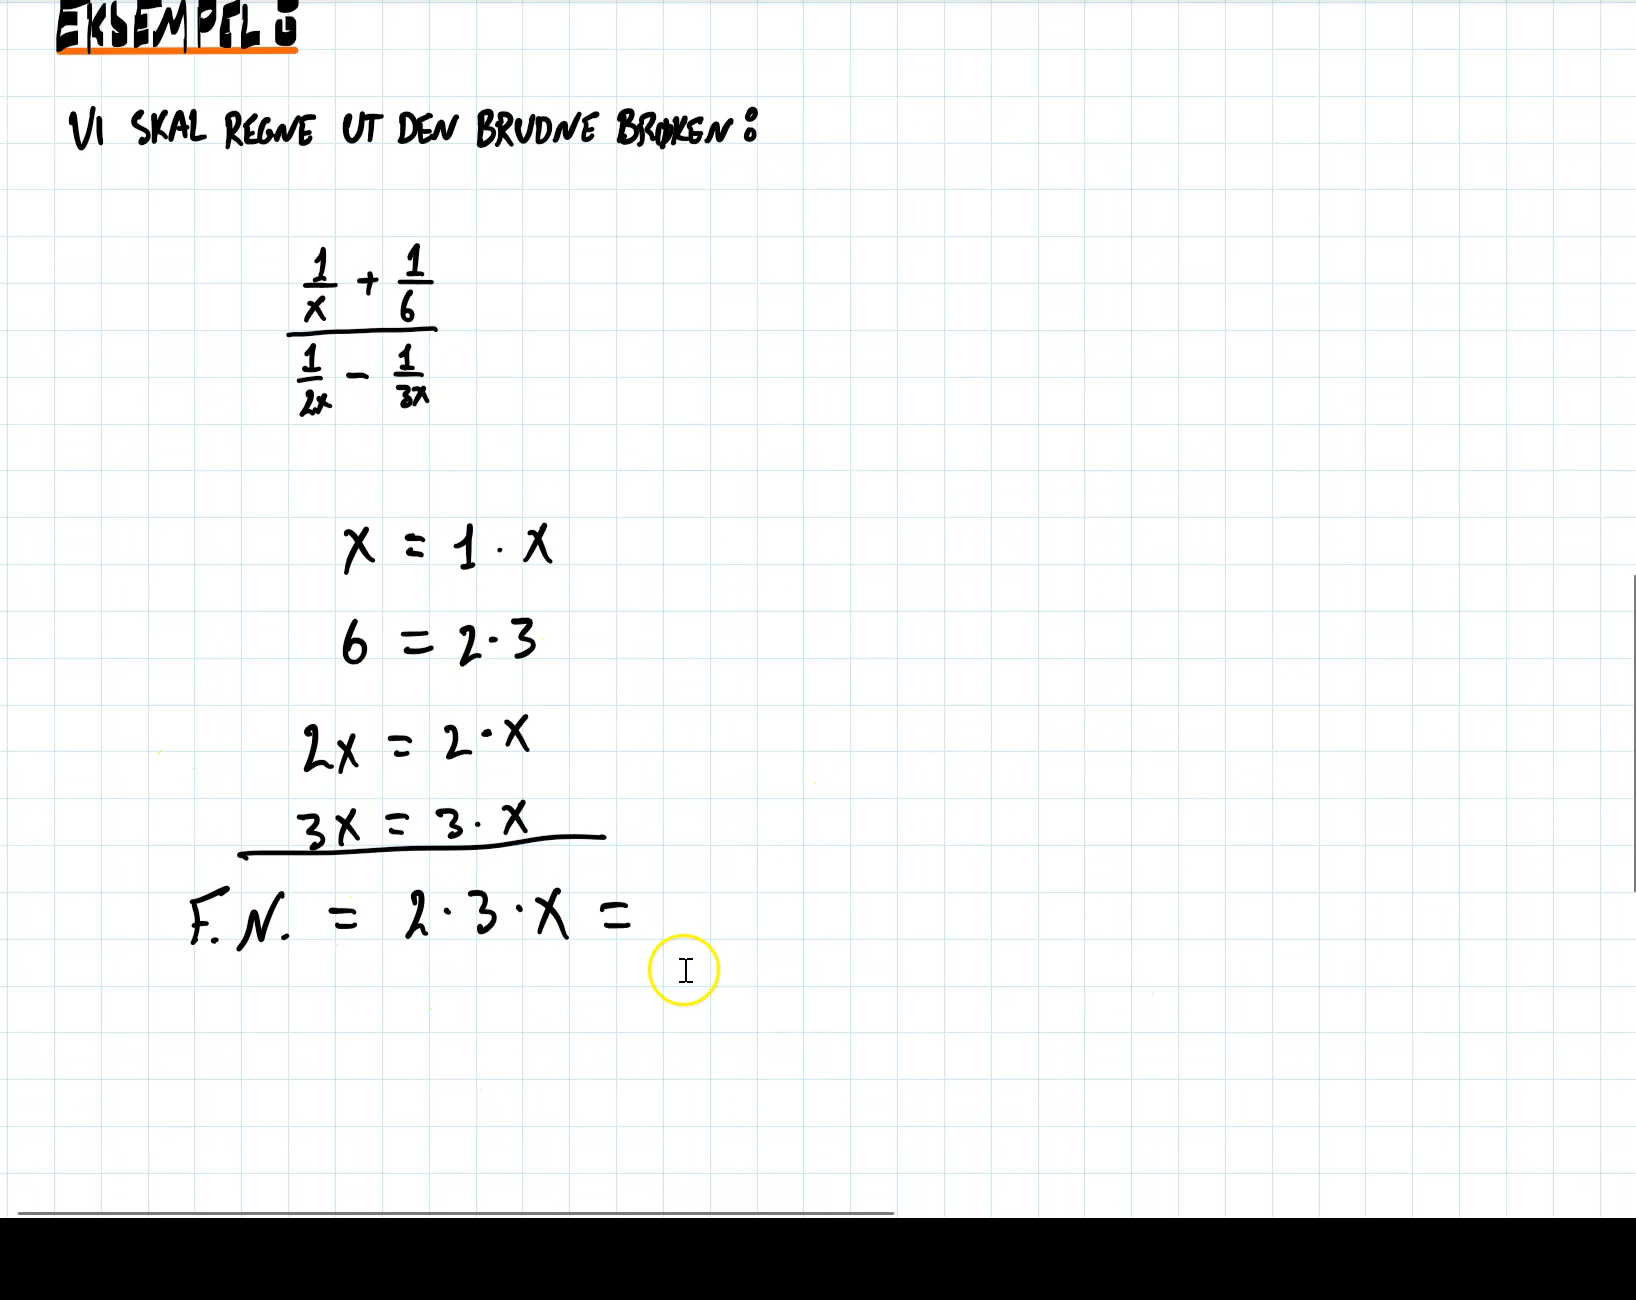 EKSEMPEL:
VI SKAL REGNE UT DEN BRUDNE BRØKEN:
1/x + 1/6
1/2x - 1/3x
x = 1 · x
6 = 2 · 3
2x = 2 · x
3x = 3 · x
F.N. = 2 · 3 · x =